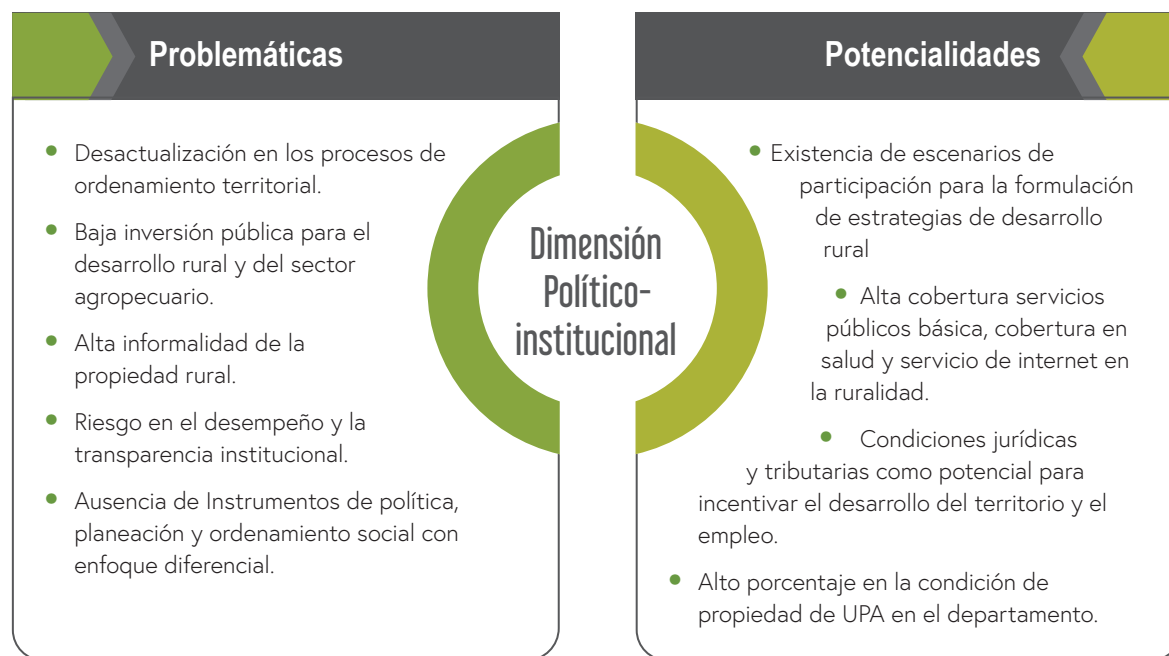 Problemáticas
• Desactualización en los procesos de
ordenamiento territorial.
• Baja inversión pública para el
desarrollo rural y del sector
agropecuario.
• Alta informalidad de la
propiedad rural.
• Riesgo en el desempeño y la
transparencia institucional.
• Ausencia de Instrumentos de política,
planeación y ordenamiento social con
enfoque diferencial.
Dimensión
Político-
institucional
Potencialidades
• Existencia de escenarios de
participación para la formulación
de estrategias de desarrollo
rural
• Alta cobertura servicios
públicos básica, cobertura en
salud y servicio de internet en
la ruralidad.
• Condiciones jurídicas
y tributarias como potencial para
incentivar el desarrollo del territorio y el
empleo.
• Alto porcentaje en la condición de
propiedad de UPA en el departamento.